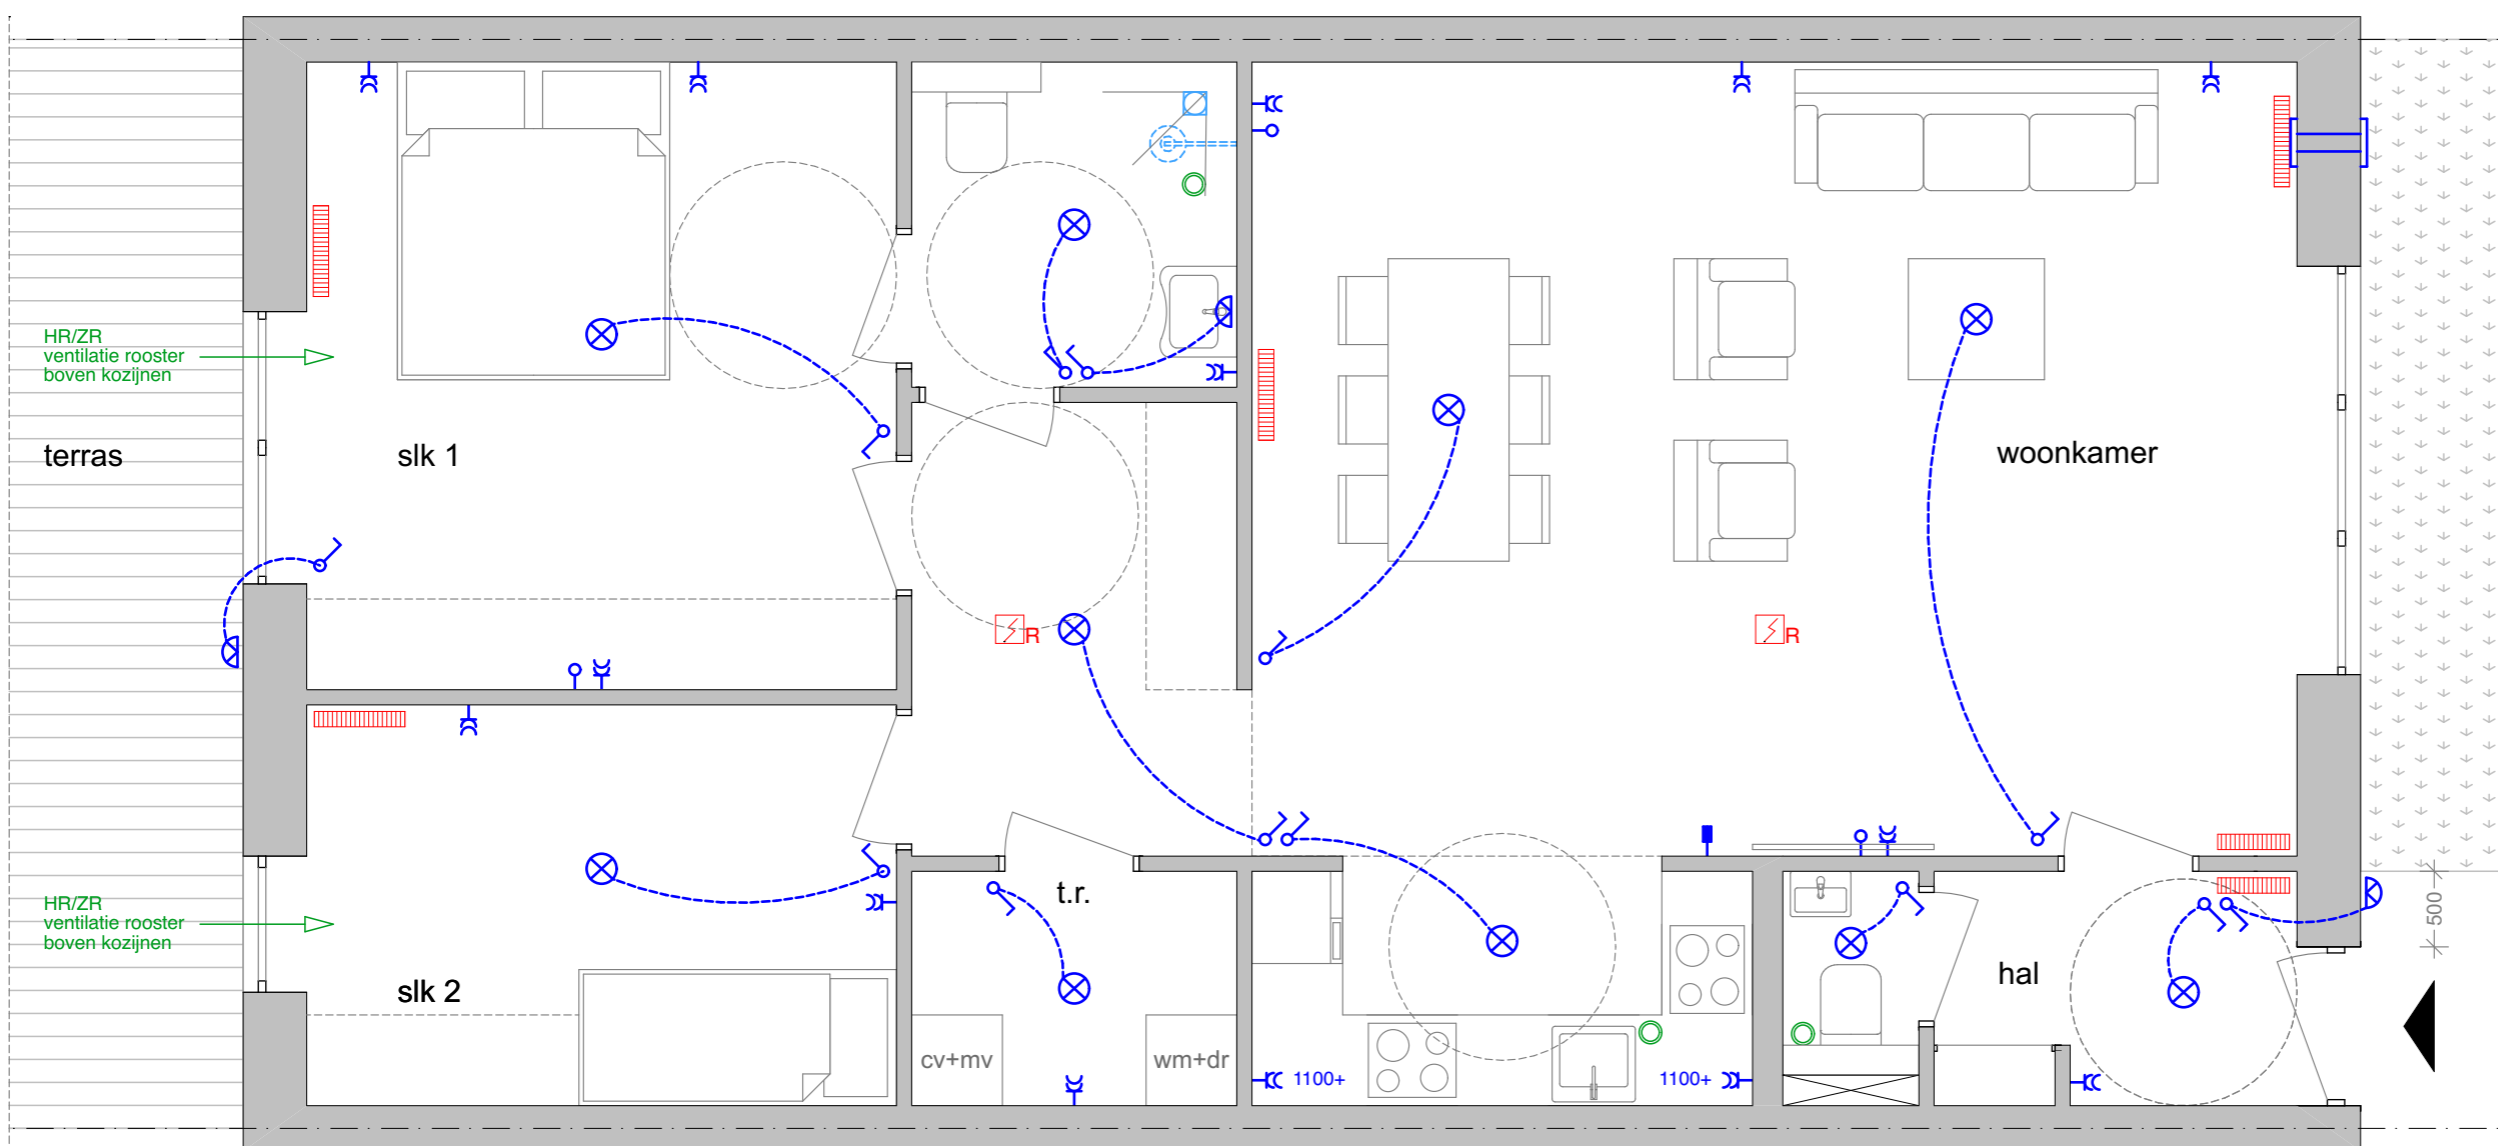 HR/ZR
ventilatie rooster
boven kozijnen
terras
slk 1
woonkamer
R
R
HR/ZR
ventilatie rooster
boven kozijnen
t.r.
500
slk 2
hal
cv+mv
wm+dr
1100+
1100+